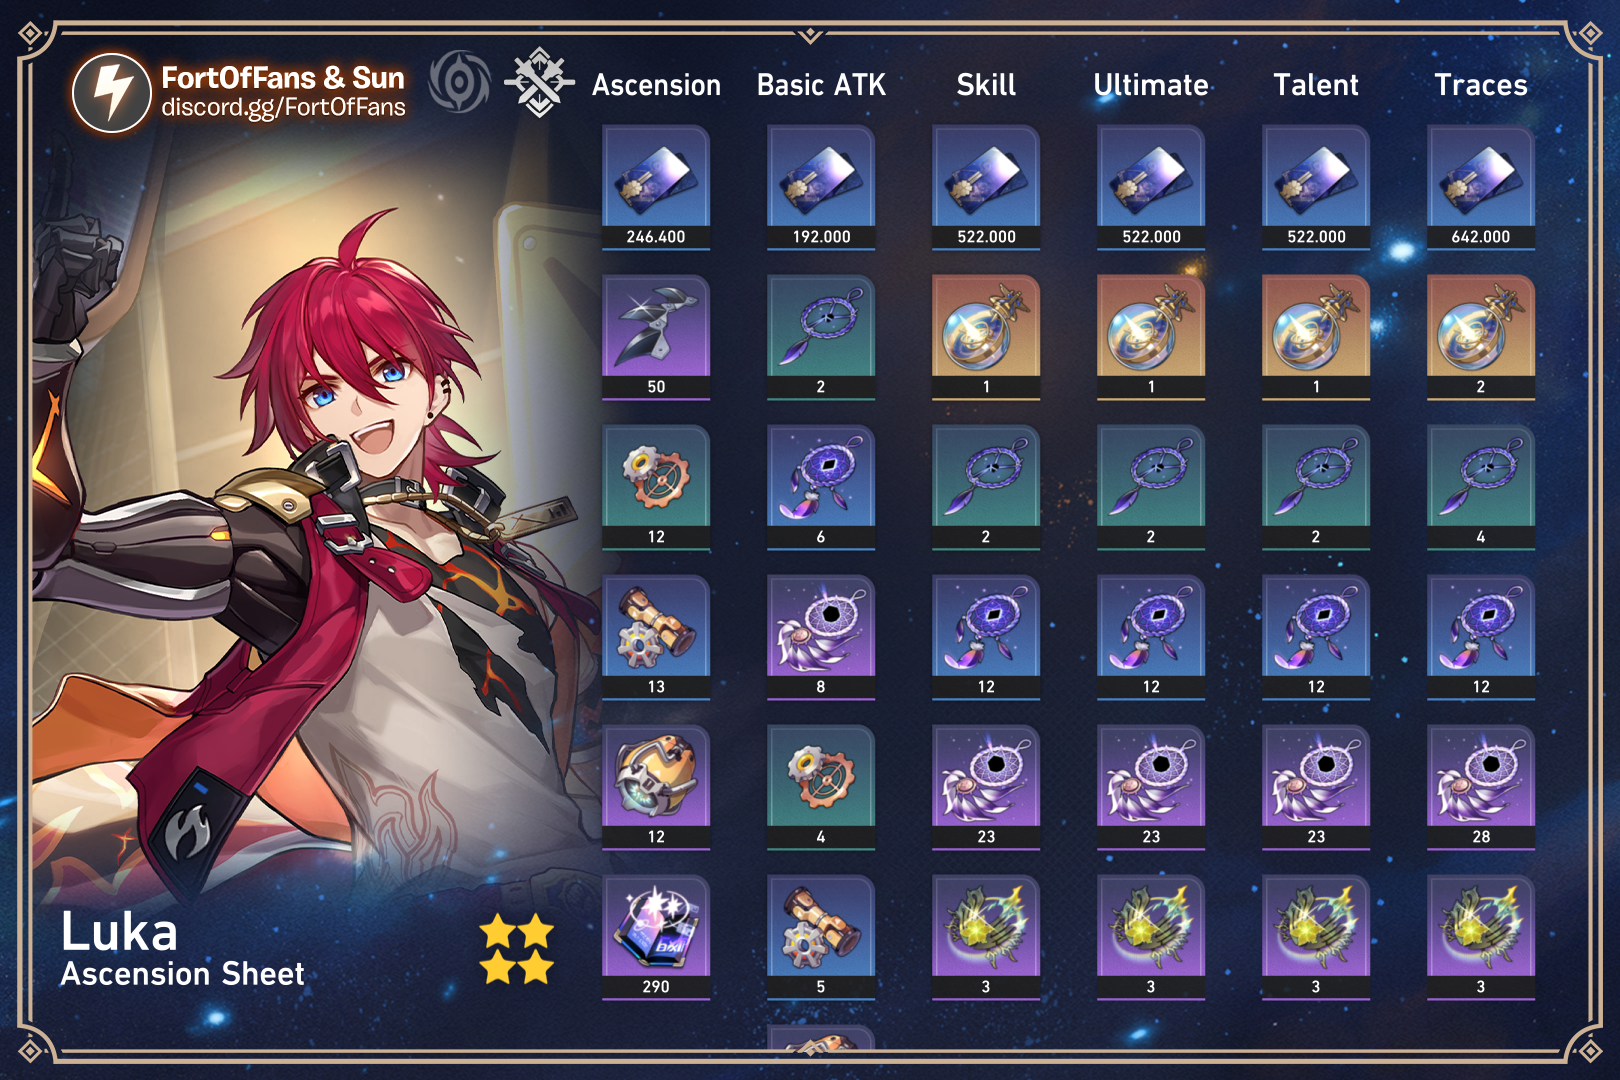 FortOfFans & Sun
discord.gg/FortOfFans
Ascension Basic ATK Skill Ultimate Talent Traces
246.400 192.000 522.000 522.000 522.000 642.000
50 2 1 1 1 2
12 6 2 2 2 4
13 8 12 12 12 12
12 4 23 23 23 28
290 5 3 3 3 3
Luka
Ascension Sheet